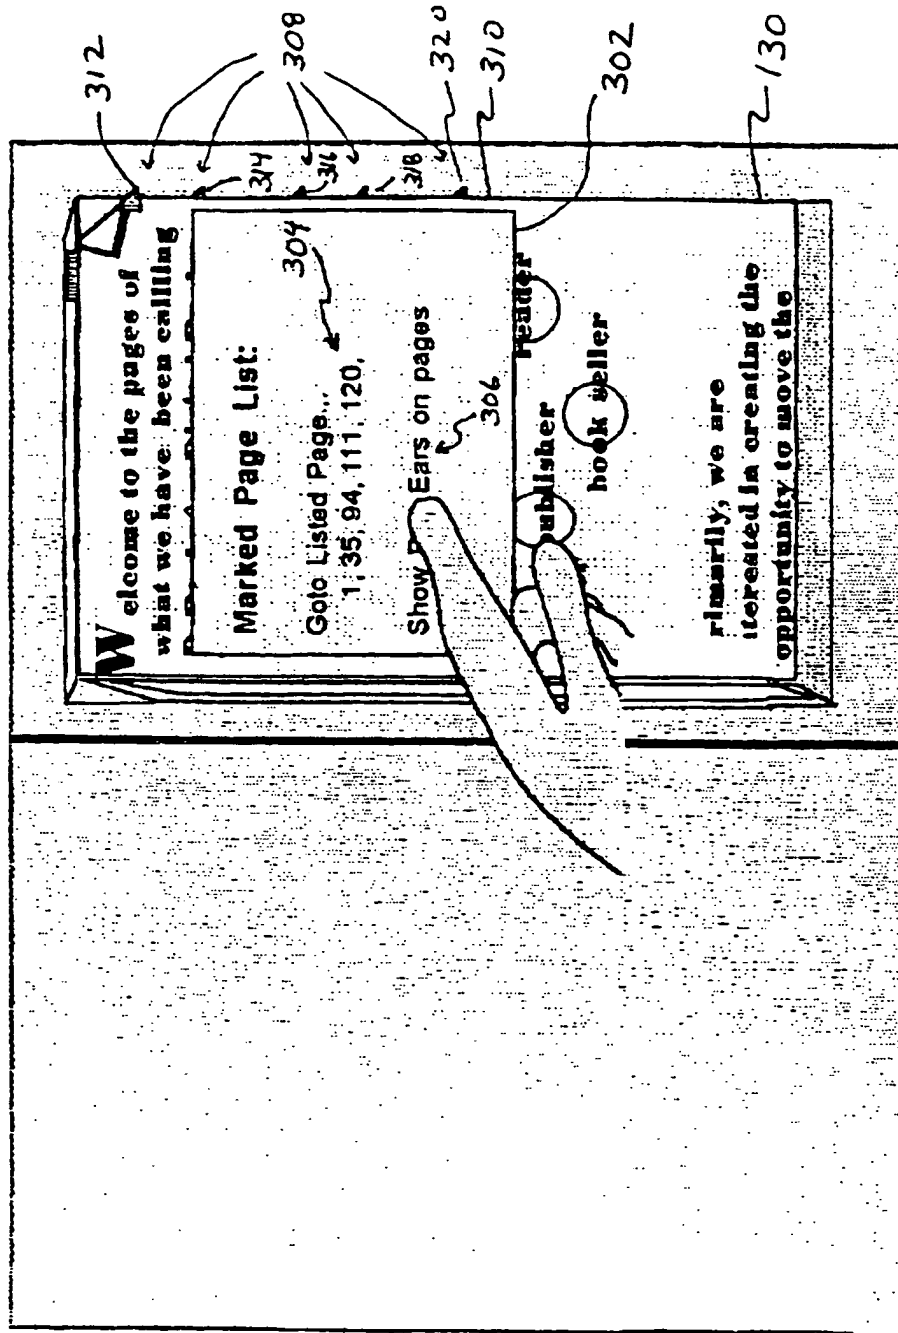 Welcome to the pages of
what we have been calling
Marked Page List:
Goto Listed Page...
1, 35, 94, 111, 120,
Show
Ears on pages
reader
ublisher
book seller
rimarily, we are
terested in creating the
opportunity to move the
312
308
314
316
318
320
310
304
306
302
130